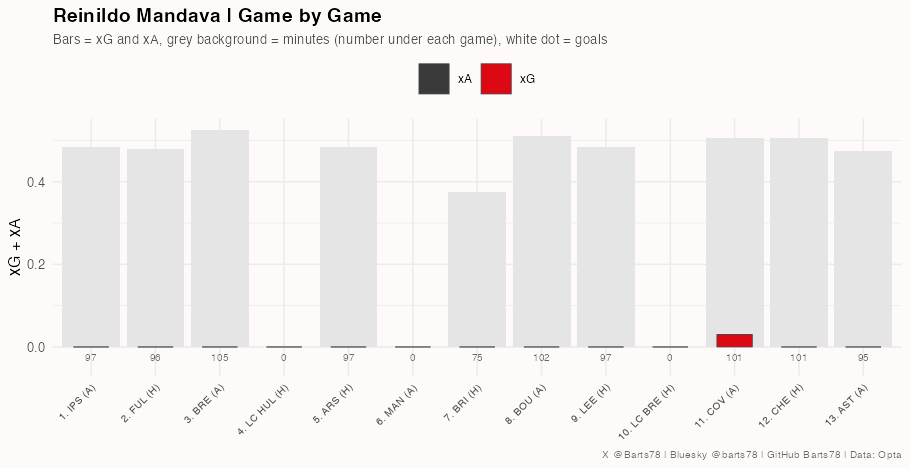 Reinildo Mandava | Game by Game
Bars = xG and xA, grey background = minutes (number under each game), white dot = goals
xA xG
xG + xA
0.4
0.2
0.0
97 96 105 0 97 0 75 102 97 0 101 101 95
1. IPS (A)
2. FUL (H)
3. BRE (A)
4. LC HUL (H)
5. ARS (H)
6. MAN (A)
7. BRI (H)
8. BOU (A)
9. LEE (H)
10. LC BRE (H)
11. COV (A)
12. CHE (H)
13. AST (A)
X @Barts78 | Bluesky @barts78 | GitHub Barts78 | Data: Opta